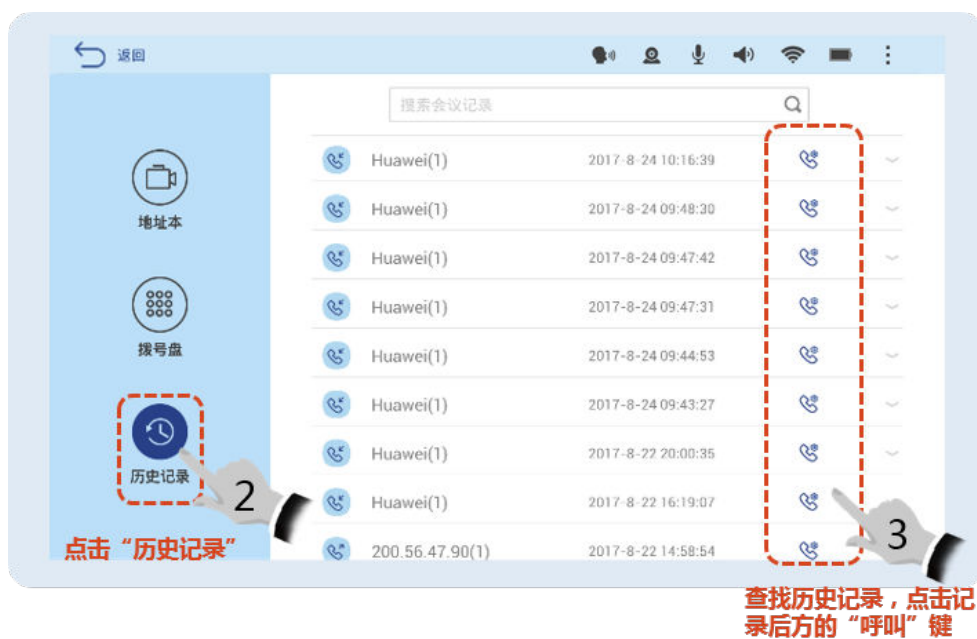 返回
搜索会议记录
Huawei(1) 2017-8-24 10:16:39
Huawei(1) 2017-8-24 09:48:30
Huawei(1) 2017-8-24 09:47:42
Huawei(1) 2017-8-24 09:47:31
Huawei(1) 2017-8-24 09:44:53
Huawei(1) 2017-8-24 09:43:27
Huawei(1) 2017-8-22 20:00:35
Huawei(1) 2017-8-22 16:19:07
200.56.47.90(1) 2017-8-22 14:58:54
地址本
拨号盘
历史记录
2
点击“历史记录”
3
查找历史记录，点击记
录后方的“呼叫”键